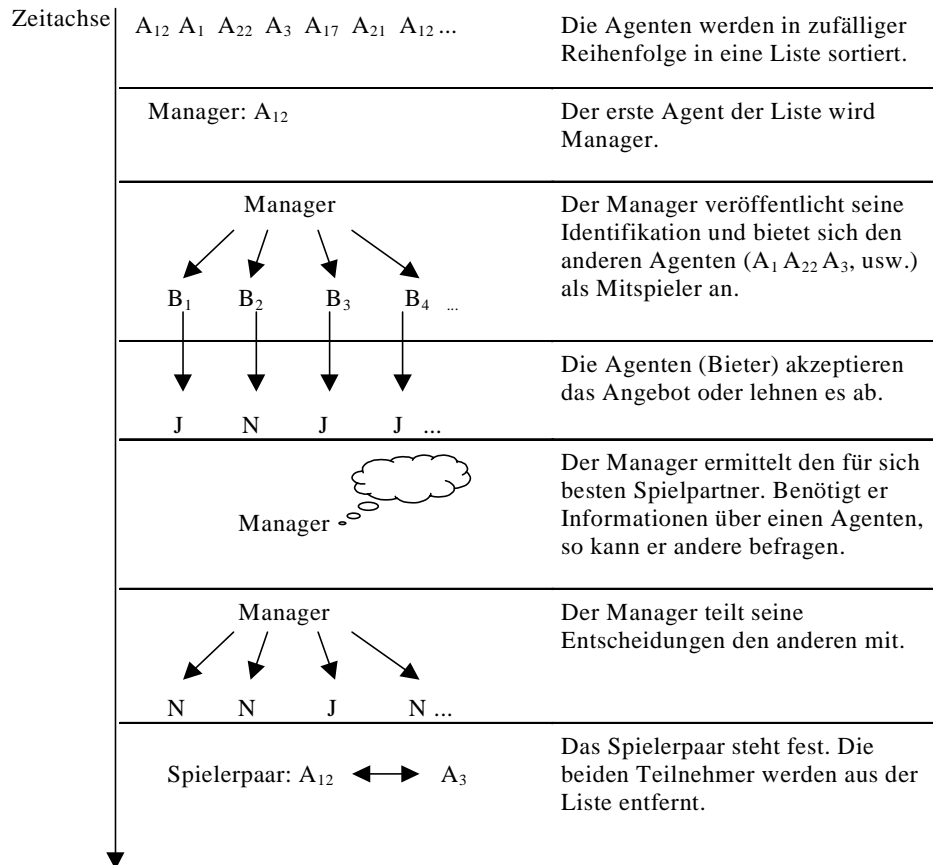 Zeitachse
A₁₂ A₁ A₂₂ A₃ A₁₇ A₂₁ A₁₂ ...
Die Agenten werden in zufälliger
Reihenfolge in eine Liste sortiert.
Manager: A₁₂
Der erste Agent der Liste wird
Manager.
Manager
B₁ B₂ B₃ B₄ ...
Der Manager veröffentlicht seine
Identifikation und bietet sich den
anderen Agenten (A₁ A₂₂ A₃, usw.)
als Mitspieler an.
J N J J ...
Die Agenten (Bieter) akzeptieren
das Angebot oder lehnen es ab.
Manager
Der Manager ermittelt den für sich
besten Spielpartner. Benötigt er
Informationen über einen Agenten,
so kann er andere befragen.
Manager
N N J N ...
Der Manager teilt seine
Entscheidungen den anderen mit.
Spielerpaar: A₁₂ A₃
Das Spielerpaar steht fest. Die
beiden Teilnehmer werden aus der
Liste entfernt.